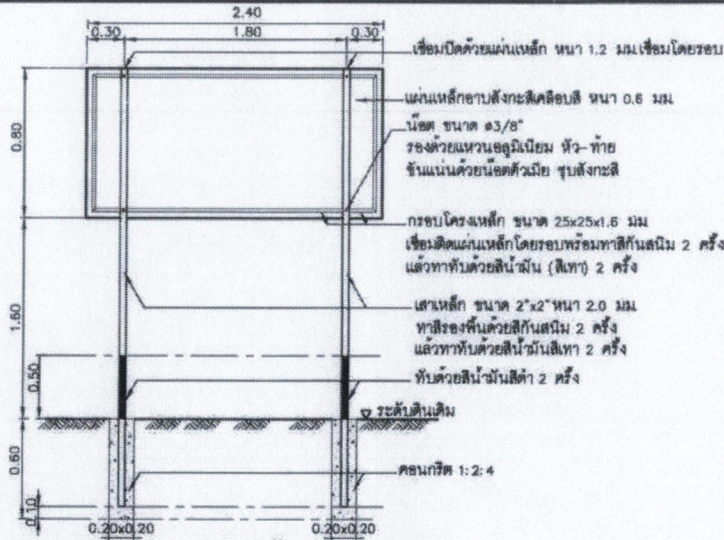 2.40
0.30 1.80 0.30
เชื่อมปิดด้วยแผ่นเหล็ก หนา 1.2 มม.เชื่อมโดยรอบ
แผ่นเหล็กอาบสังกะสีเคลือบสี หนา 0.6 มม.
0.80
น๊อต ขนาด ø3/8"
รองด้วยแหวนอลูมิเนียม หัว-ท้าย
ขันแน่นด้วยน๊อตตัวเมีย ชุบสังกะสี
กรอบโครงเหล็ก ขนาด 25x25x1.6 มม.
เชื่อมติดแผ่นเหล็กโดยรอบพร้อมทาสีกันสนิม 2 ครั้ง
แล้วทาทับด้วยสีน้ำมัน (สีเทา) 2 ครั้ง
1.60
เสาเหล็ก ขนาด 2"x2" หนา 2.0 มม.
ทาสีรองพื้นด้วยสีกันสนิม 2 ครั้ง
แล้วทาทับด้วยสีน้ำมันสีเทา 2 ครั้ง
0.50
ทับด้วยสีน้ำมันสีดำ 2 ครั้ง
ระดับดินเดิม
0.60
คอนกรีต 1:2:4
0.10
0.20x0.20 0.20x0.20